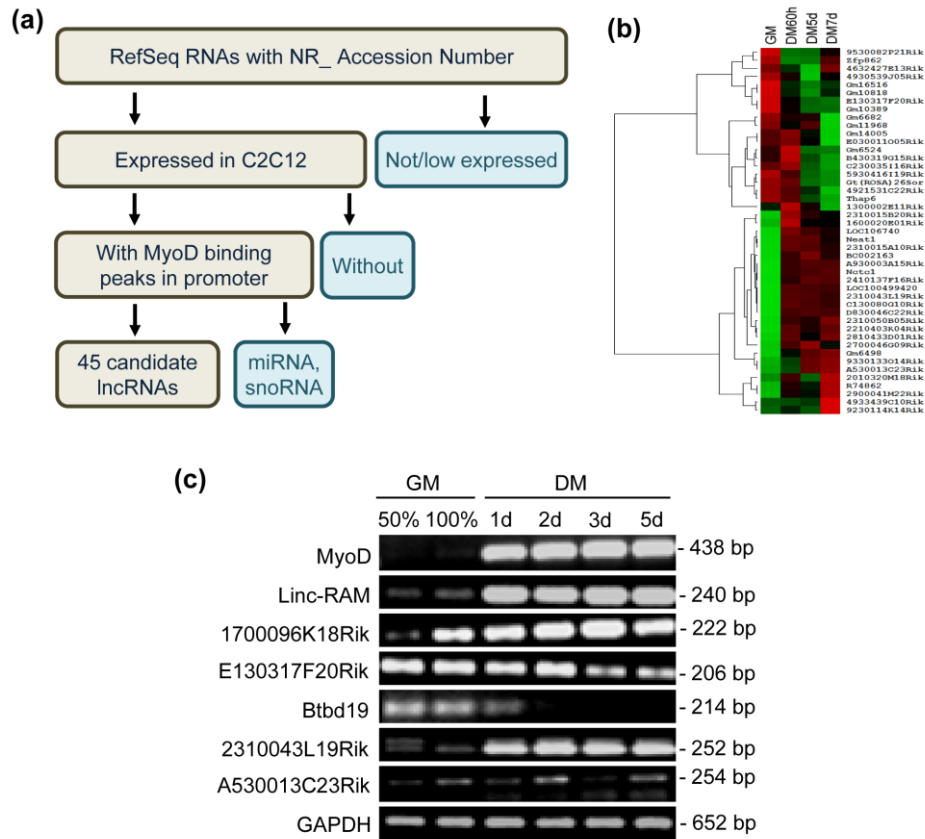 (a)
RefSeq RNAs with NR_ Accession Number
Expressed in C2C12
Not/low expressed
With MyoD binding
peaks in promoter
Without
45 candidate
lncRNAs
miRNA,
snoRNA
(b)
GM
DM60h
DM5d
DM7d
9530082P21Rik
Zfp862
4632427E13Rik
4930539J05Rik
Gm16516
Gm10818
E130317F20Rik
Gm10389
Gm6682
Gm11968
Gm14005
E030011O05Rik
Gm6524
B430319G15Rik
C230035I16Rik
5930416I19Rik
Gt(ROSA)26Sor
4921531C22Rik
Thap6
1300002E11Rik
2310015B20Rik
1600020E01Rik
LOC106740
Neat1
2310015A10Rik
BC002163
A930003A15Rik
Nctc1
2410137F16Rik
LOC100499420
2310043L19Rik
C130080G10Rik
D830046C22Rik
2310050B05Rik
2210403K04Rik
2810433D01Rik
2700046G09Rik
Gm6498
9330133O14Rik
A530013C23Rik
2010320M18Rik
R74862
2900041M22Rik
4933439C10Rik
9230114K14Rik
(c)
GM DM
50% 100% 1d 2d 3d 5d
MyoD - 438 bp
Linc-RAM - 240 bp
1700096K18Rik - 222 bp
E130317F20Rik - 206 bp
Btbd19 - 214 bp
2310043L19Rik - 252 bp
A530013C23Rik - 254 bp
GAPDH - 652 bp